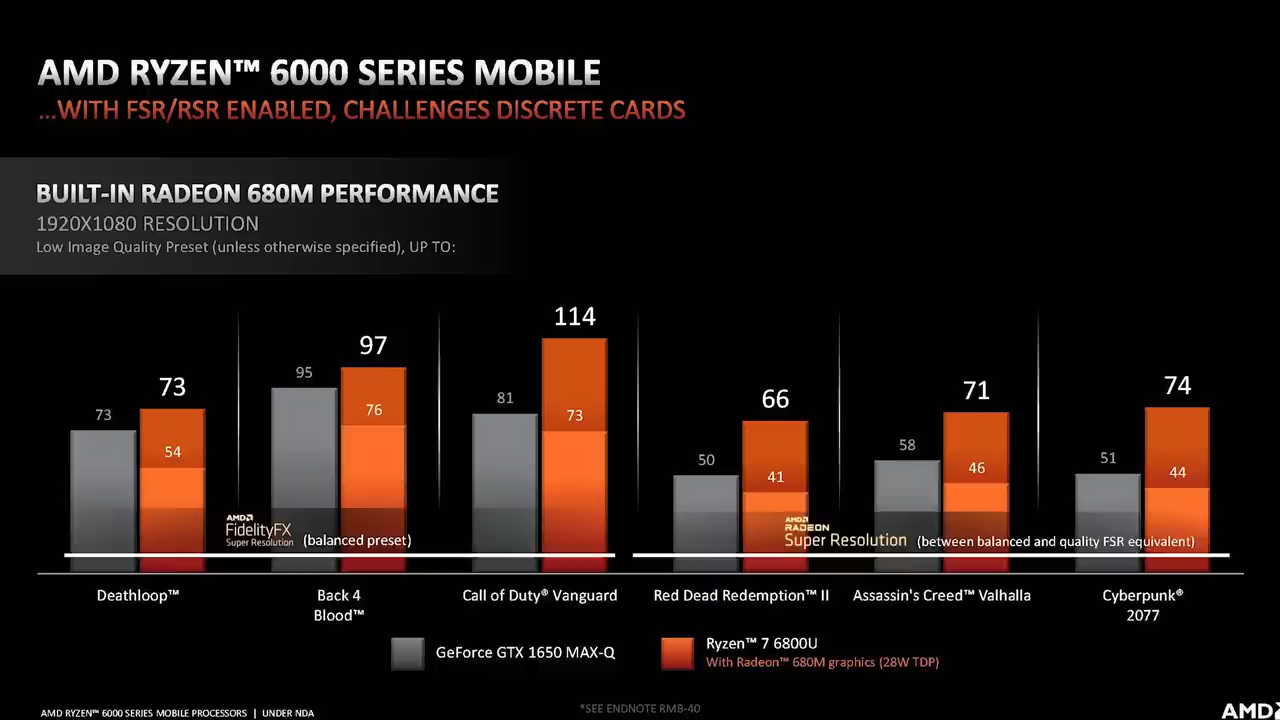 AMD RYZEN™ 6000 SERIES MOBILE
...WITH FSR/RSR ENABLED, CHALLENGES DISCRETE CARDS
BUILT-IN RADEON 680M PERFORMANCE
1920X1080 RESOLUTION
Low Image Quality Preset (unless otherwise specified), UP TO:
73 73 54
95 97 76
81 114 73
50 66 41
58 71 46
51 74 44
AMD
FidelityFX
Super Resolution (balanced preset)
AMD
RADEON
Super Resolution (between balanced and quality FSR equivalent)
Deathloop™
Back 4
Blood™
Call of Duty® Vanguard
Red Dead Redemption™ II
Assassin's Creed™ Valhalla
Cyberpunk®
2077
GeForce GTX 1650 MAX-Q
Ryzen™ 7 6800U
With Radeon™ 680M graphics (28W TDP)
AMD RYZEN™ 6000 SERIES MOBILE PROCESSORS | UNDER NDA
*SEE ENDNOTE RMB-40
AMD